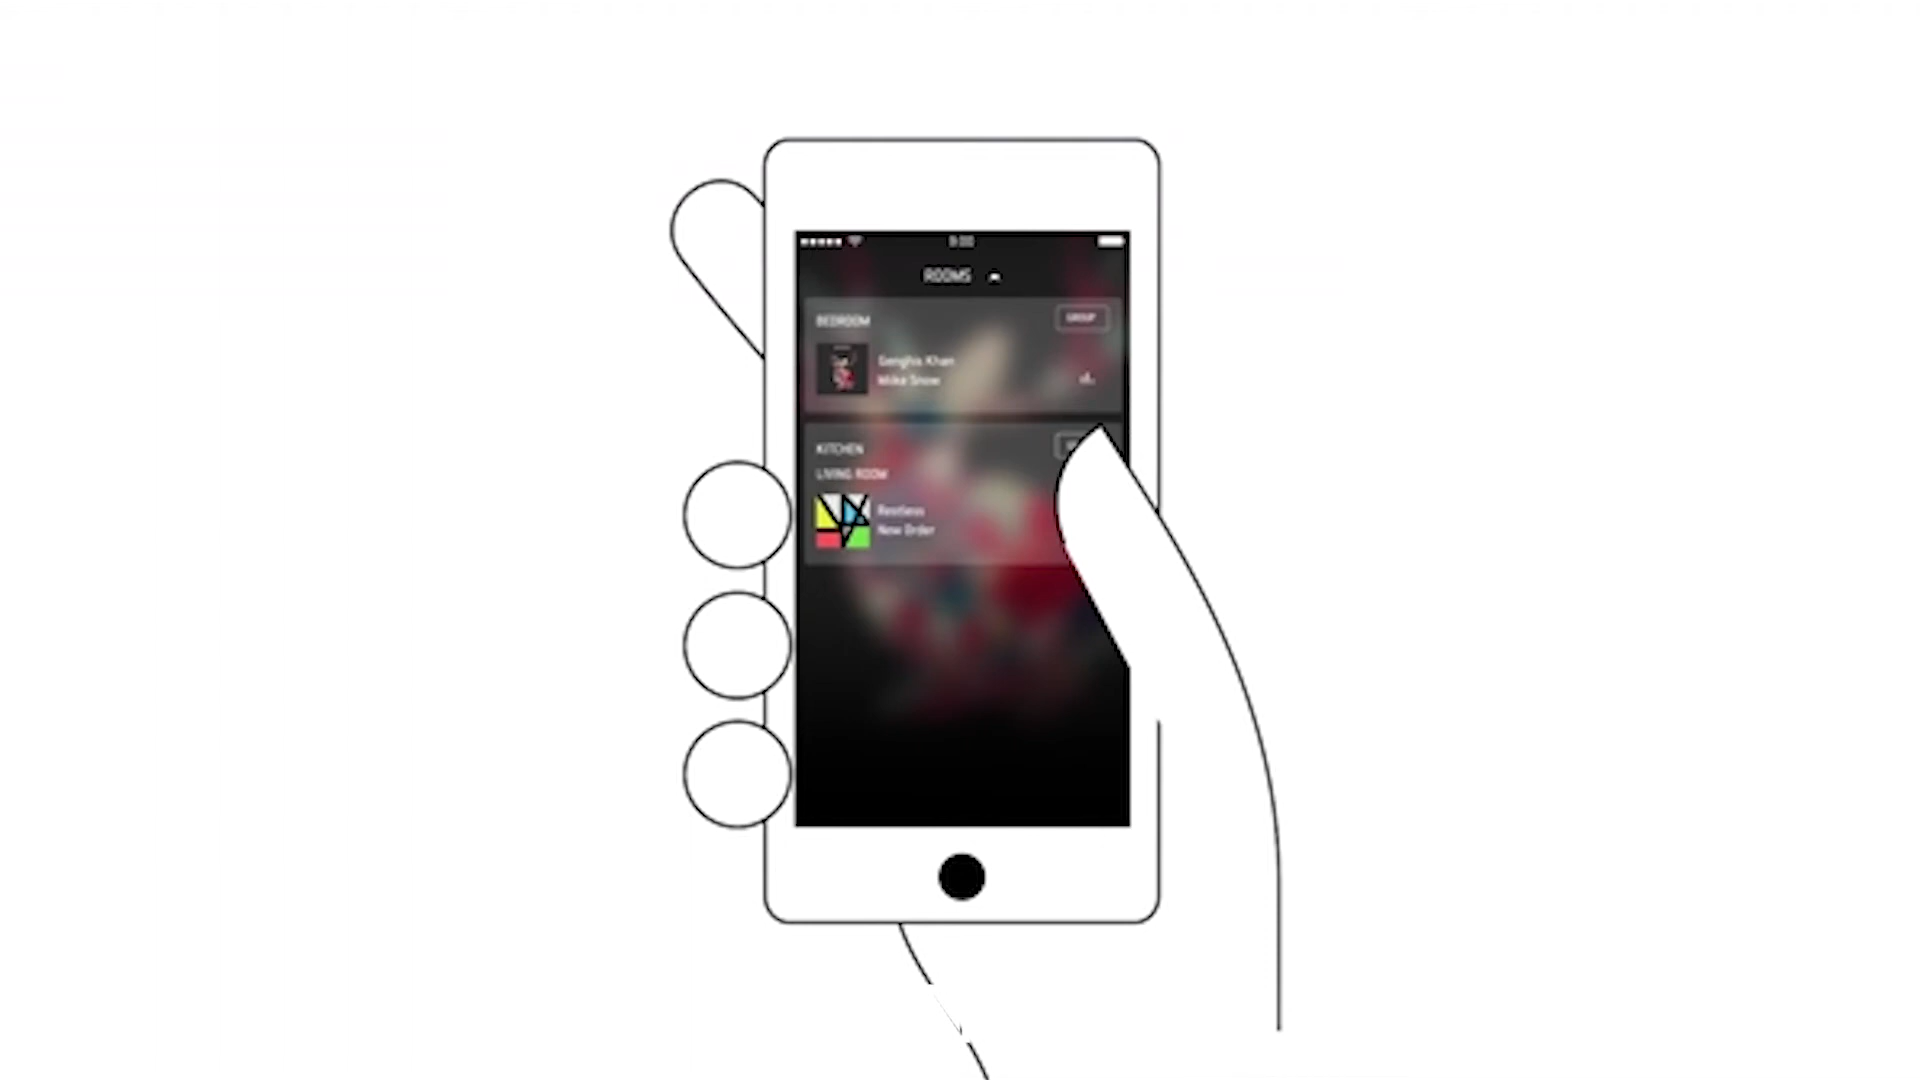 9:00
ROOMS
BEDROOM
GROUP
Genghis Khan
Miike Snow
KITCHEN
LIVING ROOM
Restless
New Order